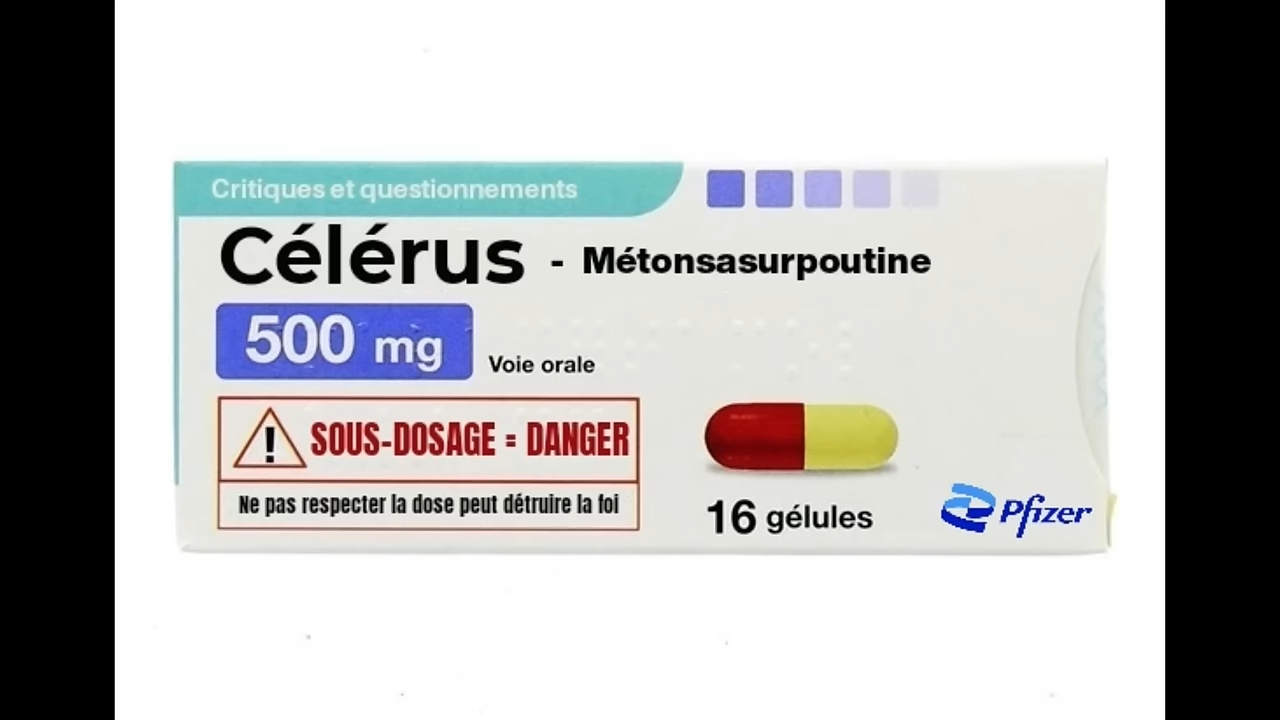 Critiques et questionnements
Célérus - Métonsasurpoutine
500 mg
Voie orale
!
SOUS-DOSAGE = DANGER
Ne pas respecter la dose peut détruire la foi
16 gélules
Pfizer